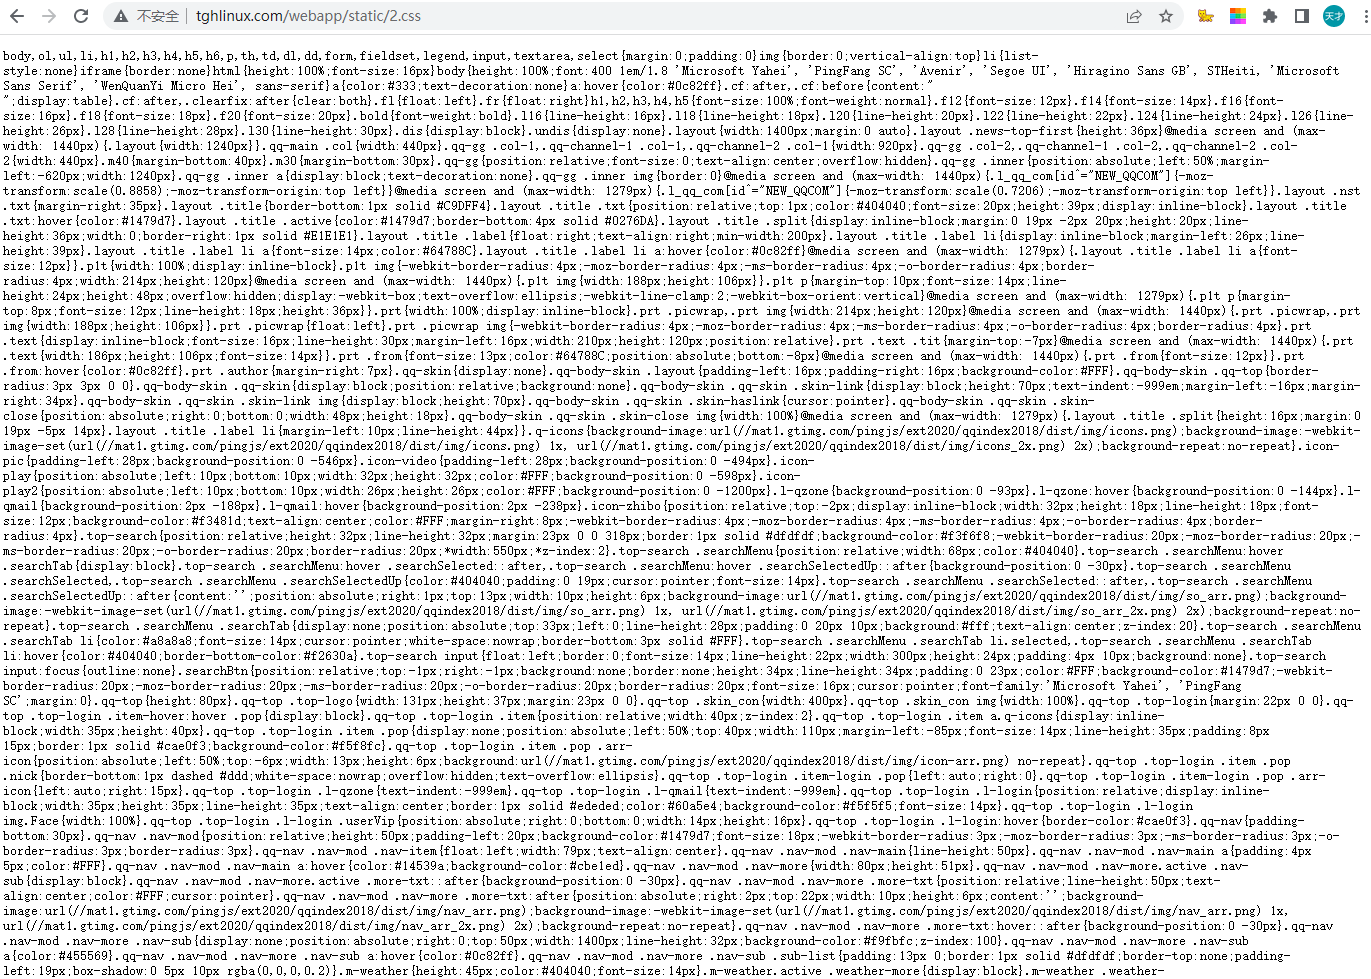 不安全 | tghlinux.com/webapp/static/2.css
天才
body,ol,ul,li,h1,h2,h3,h4,h5,h6,p,th,td,dl,dd,form,fieldset,legend,input,textarea,select{margin:0;padding:0}img{border:0;vertical-align:top}li{list-
style:none}iframe{border:none}html{height:100%;font-size:16px}body{height:100%;font:400 1em/1.8 'Microsoft Yahei', 'PingFang SC', 'Avenir', 'Segoe UI', 'Hiragino Sans GB', STHeiti, 'Microsoft
Sans Serif', 'WenQuanYi Micro Hei', sans-serif}a{color:#333;text-decoration:none}a:hover{color:#0c82ff}.cf:after,.cf:before{content:"
";display:table}.cf:after,.clearfix:after{clear:both}.fl{float:left}.fr{float:right}h1,h2,h3,h4,h5{font-size:100%;font-weight:normal}.f12{font-size:12px}.f14{font-size:14px}.f16{font-
size:16px}.f18{font-size:18px}.f20{font-size:20px}.bold{font-weight:bold}.l16{line-height:16px}.l18{line-height:18px}.l20{line-height:20px}.l22{line-height:22px}.l24{line-height:24px}.l26{line-
height:26px}.l28{line-height:28px}.l30{line-height:30px}.dis{display:block}.undis{display:none}.layout{width:1400px;margin:0 auto}.layout .news-top-first{height:36px}@media screen and (max-
width: 1440px){.layout{width:1240px}}.qq-main .col{width:440px}.qq-gg .col-1,.qq-channel-1 .col-1,.qq-channel-2 .col-1{width:920px}.qq-gg .col-2,.qq-channel-1 .col-2,.qq-channel-2 .col-
2{width:440px}.m40{margin-bottom:40px}.m30{margin-bottom:30px}.qq-gg{position:relative;font-size:0;text-align:center;overflow:hidden}.qq-gg .inner{position:absolute;left:50%;margin-
left:-620px;width:1240px}.qq-gg .inner a{display:block;text-decoration:none}.qq-gg .inner img{border:0}@media screen and (max-width: 1440px){.l_qq_com[id^="NEW_QQCOM"]{-moz-
transform:scale(0.8858);-moz-transform-origin:top left}}@media screen and (max-width: 1279px){.l_qq_com[id^="NEW_QQCOM"]{-moz-transform:scale(0.7206);-moz-transform-origin:top left}}.layout .nst
.txt{margin-right:35px}.layout .title{border-bottom:1px solid #C9DFF4}.layout .title .txt{position:relative;top:1px;color:#404040;font-size:20px;height:39px;display:inline-block}.layout .title
.txt:hover{color:#1479d7}.layout .title .active{color:#1479d7;border-bottom:4px solid #0276DA}.layout .title .split{display:inline-block;margin:0 19px -2px 20px;height:20px;line-
height:36px;width:0;border-right:1px solid #E1E1E1}.layout .title .label{float:right;text-align:right;min-width:200px}.layout .title .label li{display:inline-block;margin-left:26px;line-
height:39px}.layout .title .label li a{font-size:14px;color:#64788C}.layout .title .label li a:hover{color:#0c82ff}@media screen and (max-width: 1279px){.layout .title .label li a{font-
size:12px}}.plt{width:100%;display:inline-block}.plt img{-webkit-border-radius:4px;-moz-border-radius:4px;-ms-border-radius:4px;-o-border-radius:4px;border-
radius:4px;width:214px;height:120px}@media screen and (max-width: 1440px){.plt img{width:188px;height:106px}}.plt p{margin-top:10px;font-size:14px;line-
height:24px;height:48px;overflow:hidden;display:-webkit-box;text-overflow:ellipsis;-webkit-line-clamp:2;-webkit-box-orient:vertical}@media screen and (max-width: 1279px){.plt p{margin-
top:8px;font-size:12px;line-height:18px;height:36px}}.prt{width:100%;display:inline-block}.prt .picwrap,.prt img{width:214px;height:120px}@media screen and (max-width: 1440px){.prt .picwrap,.prt
img{width:188px;height:106px}}.prt .picwrap{float:left}.prt .picwrap img{-webkit-border-radius:4px;-moz-border-radius:4px;-ms-border-radius:4px;-o-border-radius:4px;border-radius:4px}.prt
.text{display:inline-block;font-size:16px;line-height:30px;margin-left:16px;width:210px;height:120px;position:relative}.prt .text .tit{margin-top:-7px}@media screen and (max-width: 1440px){.prt
.text{width:186px;height:106px;font-size:14px}}.prt .from{font-size:13px;color:#64788C;position:absolute;bottom:-8px}@media screen and (max-width: 1440px){.prt .from{font-size:12px}}.prt
.from:hover{color:#0c82ff}.prt .author{margin-right:7px}.qq-skin{display:none}.qq-body-skin .layout{padding-left:16px;padding-right:16px;background-color:#FFF}.qq-body-skin .qq-top{border-
radius:3px 3px 0 0}.qq-body-skin .qq-skin{display:block;position:relative;background:none}.qq-body-skin .qq-skin .skin-link{display:block;height:70px;text-indent:-999em;margin-left:-16px;margin-
right:34px}.qq-body-skin .qq-skin .skin-link img{display:block;height:70px}.qq-body-skin .qq-skin .skin-haslink{cursor:pointer}.qq-body-skin .qq-skin .skin-
close{position:absolute;right:0;bottom:0;width:48px;height:18px}.qq-body-skin .qq-skin .skin-close img{width:100%}@media screen and (max-width: 1279px){.layout .title .split{height:16px;margin:0
19px -5px 14px}.layout .title .label li{margin-left:10px;line-height:44px}}.q-icons{background-image:url(//mat1.gtimg.com/pingjs/ext2020/qqindex2018/dist/img/icons.png);background-image:-webkit-
image-set(url(//mat1.gtimg.com/pingjs/ext2020/qqindex2018/dist/img/icons.png) 1x, url(//mat1.gtimg.com/pingjs/ext2020/qqindex2018/dist/img/icons_2x.png) 2x);background-repeat:no-repeat}.icon-
pic{padding-left:28px;background-position:0 -546px}.icon-video{padding-left:28px;background-position:0 -494px}.icon-
play{position:absolute;left:10px;bottom:10px;width:32px;height:32px;color:#FFF;background-position:0 -598px}.icon-
play2{position:absolute;left:10px;bottom:10px;width:26px;height:26px;color:#FFF;background-position:0 -1200px}.l-qzone{background-position:0 -93px}.l-qzone:hover{background-position:0 -144px}.l-
qmail{background-position:2px -188px}.l-qmail:hover{background-position:2px -238px}.icon-zhibo{position:relative;top:-2px;display:inline-block;width:32px;height:18px;line-height:18px;font-
size:12px;background-color:#f3481d;text-align:center;color:#FFF;margin-right:8px;-webkit-border-radius:4px;-moz-border-radius:4px;-ms-border-radius:4px;-o-border-radius:4px;border-
radius:4px}.top-search{position:relative;height:32px;line-height:32px;margin:23px 0 0 318px;border:1px solid #dfdfdf;background-color:#f3f6f8;-webkit-border-radius:20px;-moz-border-radius:20px;-
ms-border-radius:20px;-o-border-radius:20px;border-radius:20px;*width:550px;*z-index:2}.top-search .searchMenu{position:relative;width:68px;color:#404040}.top-search .searchMenu:hover
.searchTab{display:block}.top-search .searchMenu:hover .searchSelected::after,.top-search .searchMenu:hover .searchSelectedUp::after{background-position:0 -30px}.top-search .searchMenu
.searchSelected,.top-search .searchMenu .searchSelectedUp{color:#404040;padding:0 19px;cursor:pointer;font-size:14px}.top-search .searchMenu .searchSelected::after,.top-search .searchMenu
.searchSelectedUp::after{content:'';position:absolute;right:1px;top:13px;width:10px;height:6px;background-image:url(//mat1.gtimg.com/pingjs/ext2020/qqindex2018/dist/img/so_arr.png);background-
image:-webkit-image-set(url(//mat1.gtimg.com/pingjs/ext2020/qqindex2018/dist/img/so_arr.png) 1x, url(//mat1.gtimg.com/pingjs/ext2020/qqindex2018/dist/img/so_arr_2x.png) 2x);background-repeat:no-
repeat}.top-search .searchMenu .searchTab{display:none;position:absolute;top:33px;left:0;line-height:28px;padding:0 20px 10px;background:#fff;text-align:center;z-index:20}.top-search .searchMenu
.searchTab li{color:#a8a8a8;font-size:14px;cursor:pointer;white-space:nowrap;border-bottom:3px solid #FFF}.top-search .searchMenu .searchTab li.selected,.top-search .searchMenu .searchTab
li:hover{color:#404040;border-bottom-color:#f2630a}.top-search input{float:left;border:0;font-size:14px;line-height:22px;width:300px;height:24px;padding:4px 10px;background:none}.top-search
input:focus{outline:none}.searchBtn{position:relative;top:-1px;right:-1px;background:none;border:none;height:34px;line-height:34px;padding:0 23px;color:#FFF;background-color:#1479d7;-webkit-
border-radius:20px;-moz-border-radius:20px;-ms-border-radius:20px;-o-border-radius:20px;border-radius:20px;font-size:16px;cursor:pointer;font-family:'Microsoft Yahei', 'PingFang
SC';margin:0}.qq-top{height:80px}.qq-top .top-logo{width:131px;height:37px;margin:23px 0 0}.qq-top .skin_con{width:400px}.qq-top .skin_con img{width:100%}.qq-top .top-login{margin:22px 0 0}.qq-
top .top-login .item-hover:hover .pop{display:block}.qq-top .top-login .item{position:relative;width:40px;z-index:2}.qq-top .top-login .item a.q-icons{display:inline-
block;width:35px;height:40px}.qq-top .top-login .item .pop{display:none;position:absolute;left:50%;top:40px;width:110px;margin-left:-85px;font-size:14px;line-height:35px;padding:8px
15px;border:1px solid #cae0f3;background-color:#f5f8fc}.qq-top .top-login .item .pop .arr-
icon{position:absolute;left:50%;top:-6px;width:13px;height:6px;background:url(//mat1.gtimg.com/pingjs/ext2020/qqindex2018/dist/img/icon-arr.png) no-repeat}.qq-top .top-login .item .pop
.nick{border-bottom:1px dashed #ddd;white-space:nowrap;overflow:hidden;text-overflow:ellipsis}.qq-top .top-login .item-login .pop{left:auto;right:0}.qq-top .top-login .item-login .pop .arr-
icon{left:auto;right:15px}.qq-top .top-login .l-qzone{text-indent:-999em}.qq-top .top-login .l-qmail{text-indent:-999em}.qq-top .top-login .l-login{position:relative;display:inline-
block;width:35px;height:35px;line-height:35px;text-align:center;border:1px solid #ededed;color:#60a5e4;background-color:#f5f5f5;font-size:14px}.qq-top .top-login .l-login
img.Face{width:100%}.qq-top .top-login .l-login .userVip{position:absolute;right:0;bottom:0;width:14px;height:16px}.qq-top .top-login .l-login:hover{border-color:#cae0f3}.qq-nav{padding-
bottom:30px}.qq-nav .nav-mod{position:relative;height:50px;padding-left:20px;background-color:#1479d7;font-size:18px;-webkit-border-radius:3px;-moz-border-radius:3px;-ms-border-radius:3px;-o-
border-radius:3px;border-radius:3px}.qq-nav .nav-mod .nav-item{float:left;width:79px;text-align:center}.qq-nav .nav-mod .nav-main{line-height:50px}.qq-nav .nav-mod .nav-main a{padding:4px
5px;color:#FFF}.qq-nav .nav-mod .nav-main a:hover{color:#14539a;background-color:#cbe1ed}.qq-nav .nav-mod .nav-more{width:80px;height:51px}.qq-nav .nav-mod .nav-more.active .nav-
sub{display:block}.qq-nav .nav-mod .nav-more.active .more-txt::after{background-position:0 -30px}.qq-nav .nav-mod .nav-more .more-txt{position:relative;line-height:50px;text-
align:center;color:#FFF;cursor:pointer}.qq-nav .nav-mod .nav-more .more-txt::after{position:absolute;right:2px;top:22px;width:10px;height:6px;content:'';background-
image:url(//mat1.gtimg.com/pingjs/ext2020/qqindex2018/dist/img/nav_arr.png);background-image:-webkit-image-set(url(//mat1.gtimg.com/pingjs/ext2020/qqindex2018/dist/img/nav_arr.png) 1x,
url(//mat1.gtimg.com/pingjs/ext2020/qqindex2018/dist/img/nav_arr_2x.png) 2x);background-repeat:no-repeat}.qq-nav .nav-mod .nav-more .more-txt:hover::after{background-position:0 -30px}.qq-nav
.nav-mod .nav-more .nav-sub{display:none;position:absolute;right:0;top:50px;width:1400px;line-height:32px;background-color:#f9fbfc;z-index:100}.qq-nav .nav-mod .nav-more .nav-sub
a{color:#455569}.qq-nav .nav-mod .nav-more .nav-sub a:hover{color:#0c82ff}.qq-nav .nav-mod .nav-more .nav-sub .sub-list{padding:13px 0;border:1px solid #dfdfdf;border-top:none;padding-
left:19px;box-shadow:0 5px 10px rgba(0,0,0,0.2)}.m-weather{height:45px;color:#404040;font-size:14px}.m-weather.active .weather-more{display:block}.m-weather .weather-